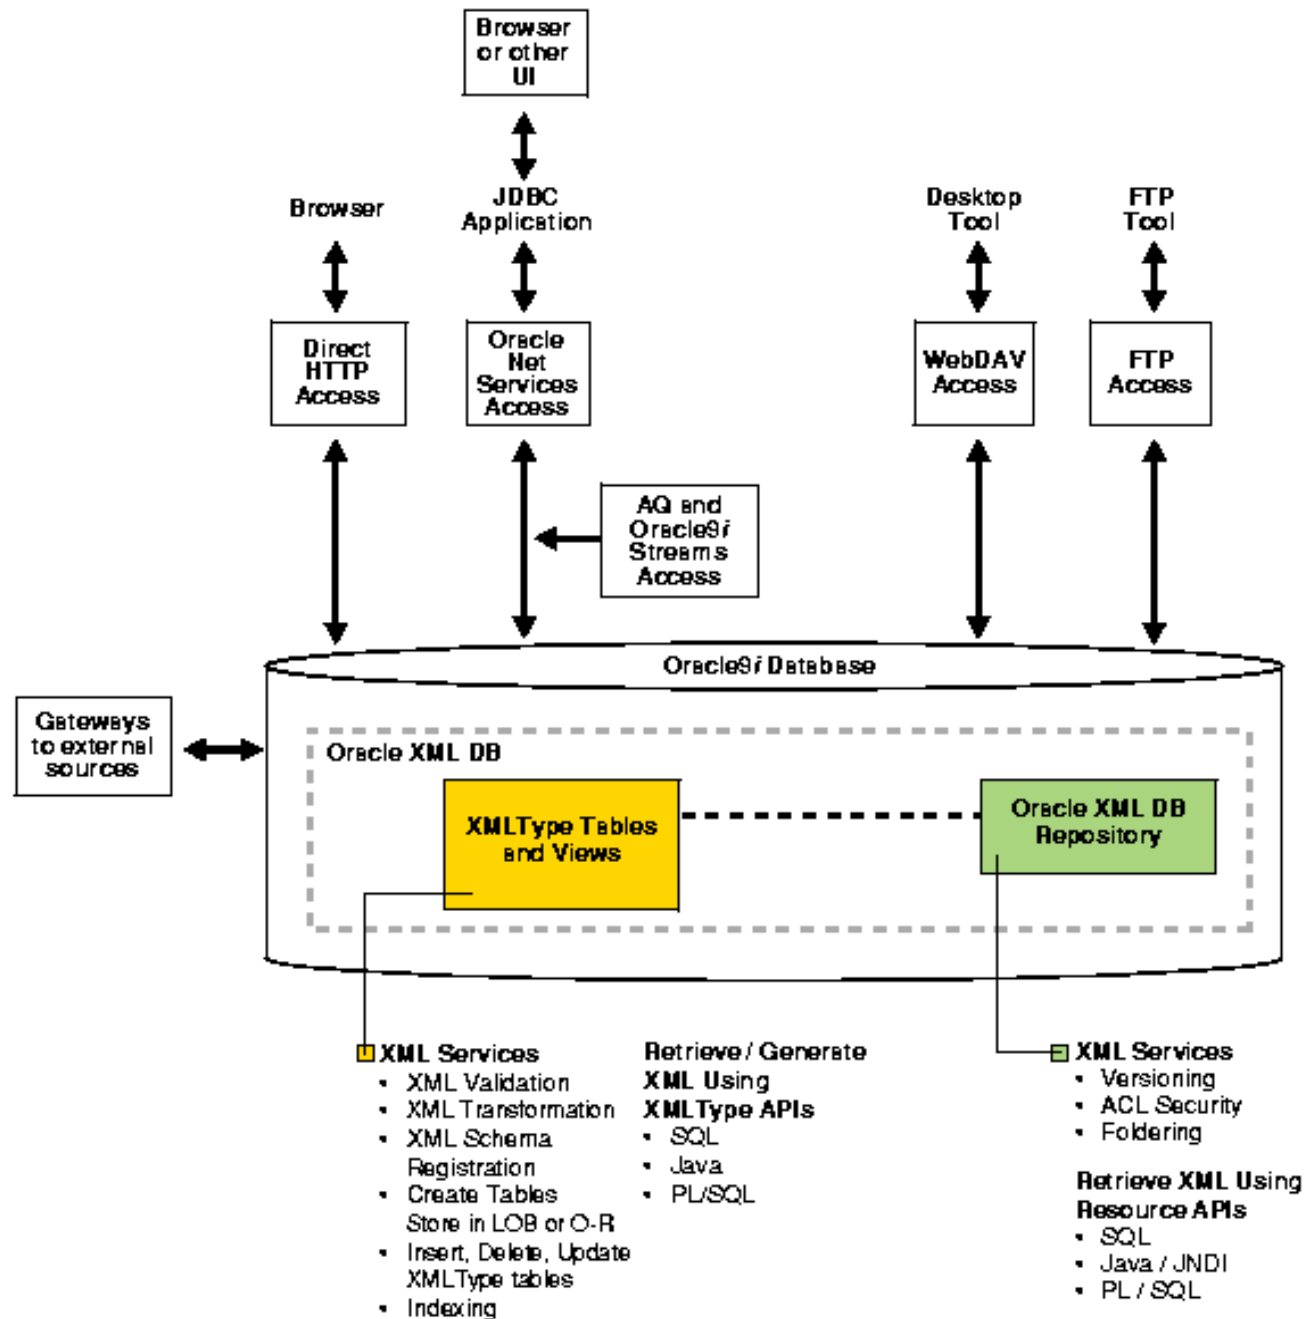 Browser
or other
UI
Browser
JDBC
Application
Desktop
Tool
FTP
Tool
Direct
HTTP
Access
Oracle
Net
Services
Access
WebDAV
Access
FTP
Access
AQ and
Oracle9i
Streams
Access
Oracle9i Database
Gateways
to external
sources
Oracle XML DB
XMLType Tables
and Views
Oracle XML DB
Repository
XML Services
• XML Validation
• XML Transformation
• XML Schema
Registration
• Create Tables
Store in LOB or O-R
• Insert, Delete, Update
XMLType tables
• Indexing
Retrieve / Generate
XML Using
XMLType APIs
• SQL
• Java
• PL/SQL
XML Services
• Versioning
• ACL Security
• Foldering
Retrieve XML Using
Resource APIs
• SQL
• Java / JNDI
• PL / SQL